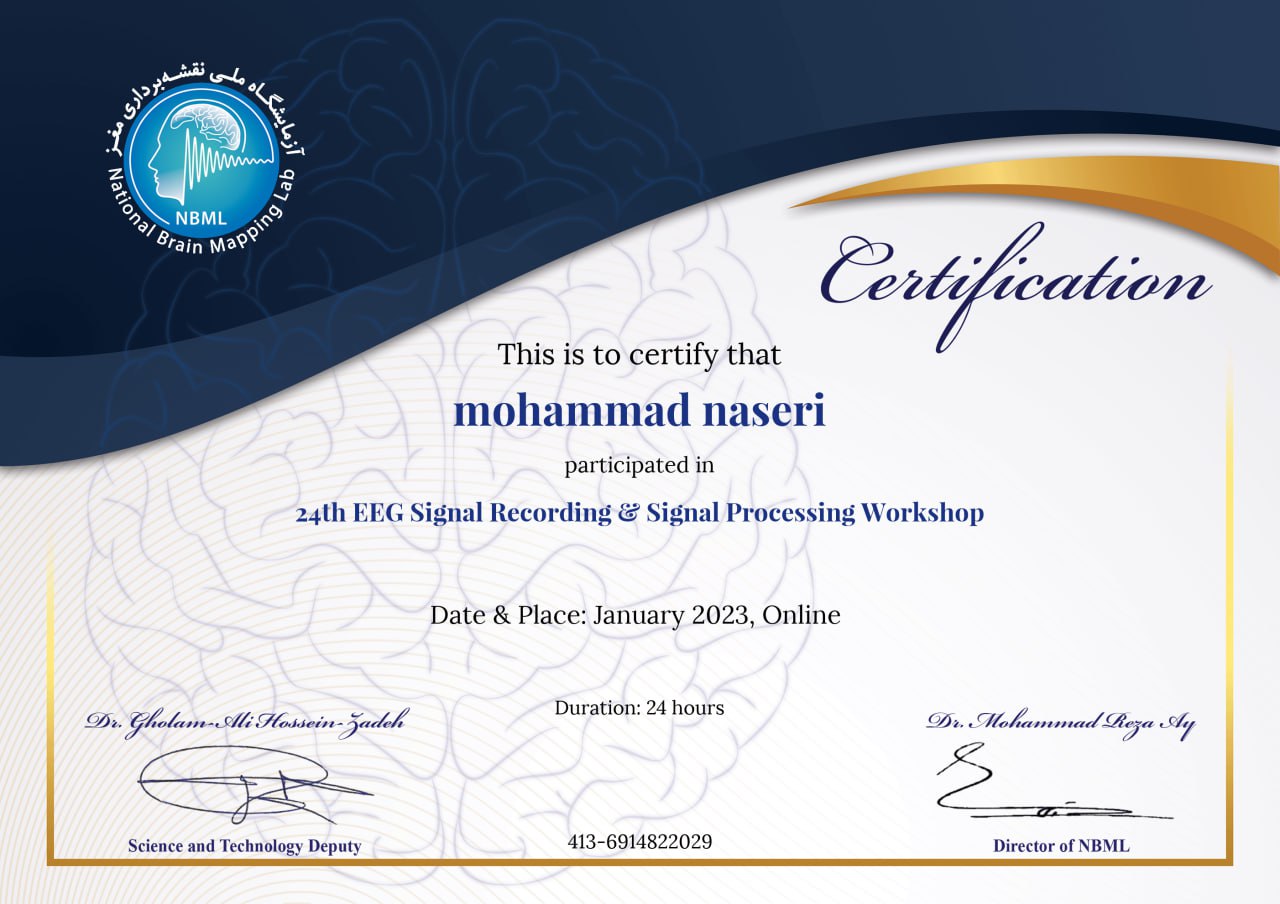 آزمایشگاه ملی نقشه‌برداری مغز
NBML
National Brain Mapping Lab
Certification
This is to certify that
mohammad naseri
participated in
24th EEG Signal Recording & Signal Processing Workshop
Date & Place: January 2023, Online
Duration: 24 hours
Dr. Gholam-Ali Hossein-Zadeh
Dr. Mohammad Reza Ay
Science and Technology Deputy
413-6914822029
Director of NBML